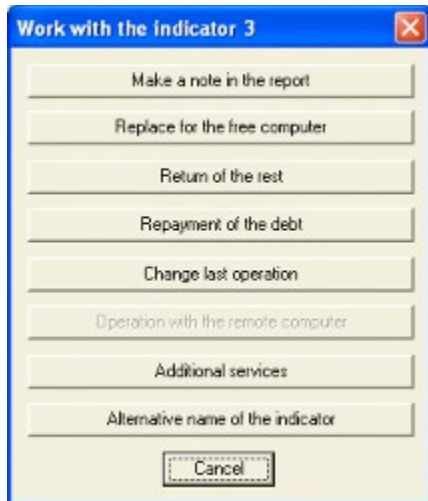 Work with the indicator 3
Make a note in the report
Replace for the free computer
Return of the rest
Repayment of the debt
Change last operation
Operation with the remote computer
Additional services
Alternative name of the indicator
Cancel